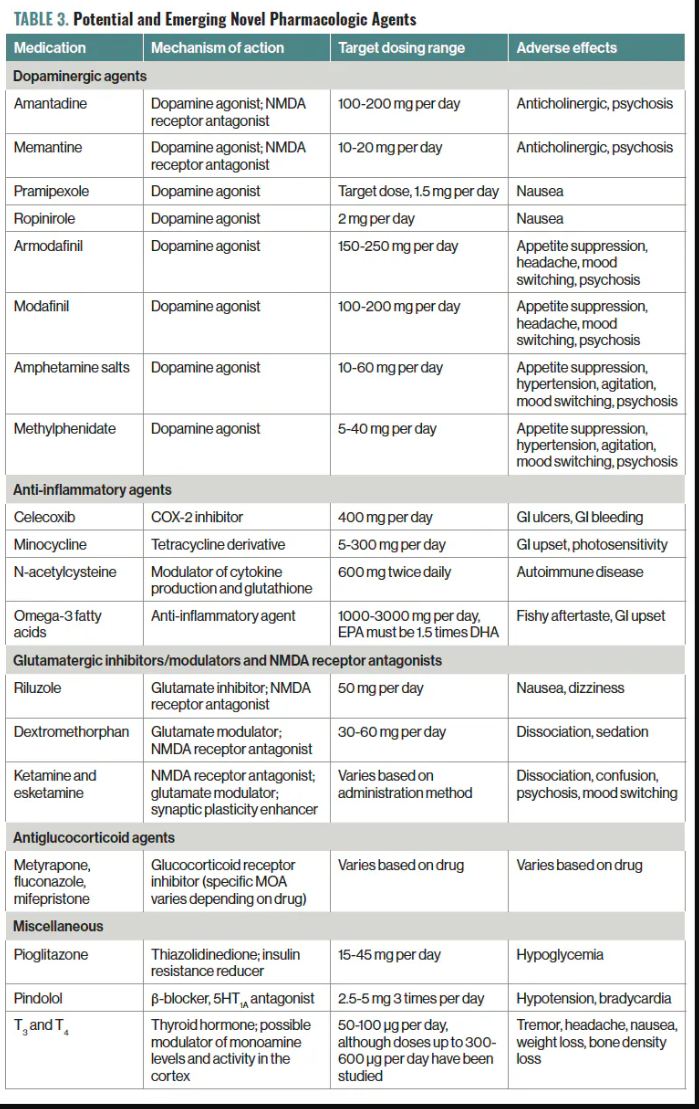 TABLE 3. Potential and Emerging Novel Pharmacologic Agents
Medication Mechanism of action Target dosing range Adverse effects
Dopaminergic agents
Amantadine Dopamine agonist; NMDA 100-200 mg per day Anticholinergic, psychosis
receptor antagonist
Memantine Dopamine agonist; NMDA 10-20 mg per day Anticholinergic, psychosis
receptor antagonist
Pramipexole Dopamine agonist Target dose, 1.5 mg per day Nausea
Ropinirole Dopamine agonist 2 mg per day Nausea
Armodafinil Dopamine agonist 150-250 mg per day Appetite suppression,
headache, mood
switching, psychosis
Modafinil Dopamine agonist 100-200 mg per day Appetite suppression,
headache, mood
switching, psychosis
Amphetamine salts Dopamine agonist 10-60 mg per day Appetite suppression,
hypertension, agitation,
mood switching, psychosis
Methylphenidate Dopamine agonist 5-40 mg per day Appetite suppression,
hypertension, agitation,
mood switching, psychosis
Anti-inflammatory agents
Celecoxib COX-2 inhibitor 400 mg per day GI ulcers, GI bleeding
Minocycline Tetracycline derivative 5-300 mg per day GI upset, photosensitivity
N-acetylcysteine Modulator of cytokine 600 mg twice daily Autoimmune disease
production and glutathione
Omega-3 fatty Anti-inflammatory agent 1000-3000 mg per day, Fishy aftertaste, GI upset
acids EPA must be 1.5 times DHA
Glutamatergic inhibitors/modulators and NMDA receptor antagonists
Riluzole Glutamate inhibitor; NMDA 50 mg per day Nausea, dizziness
receptor antagonist
Dextromethorphan Glutamate modulator; 30-60 mg per day Dissociation, sedation
NMDA receptor antagonist
Ketamine and NMDA receptor antagonist; Varies based on Dissociation, confusion,
esketamine glutamate modulator; administration method psychosis, mood switching
synaptic plasticity enhancer
Antiglucocorticoid agents
Metyrapone, Glucocorticoid receptor Varies based on drug Varies based on drug
fluconazole, inhibitor (specific MOA
mifepristone varies depending on drug)
Miscellaneous
Pioglitazone Thiazolidinedione; insulin 15-45 mg per day Hypoglycemia
resistance reducer
Pindolol β-blocker, 5HT1A antagonist 2.5-5 mg 3 times per day Hypotension, bradycardia
T3 and T4 Thyroid hormone; possible 50-100 µg per day, Tremor, headache, nausea,
modulator of monoamine although doses up to 300- weight loss, bone density
levels and activity in the 600 µg per day have been loss
cortex studied